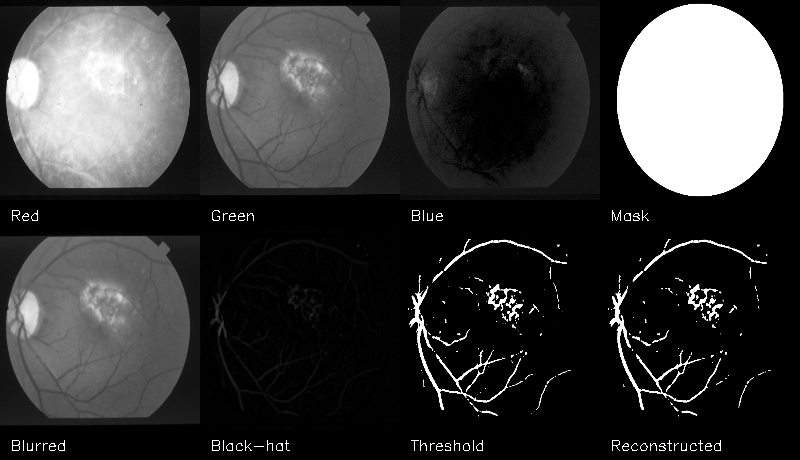 Red
Green
Blue
Mask
Blurred
Black-hat
Threshold
Reconstructed